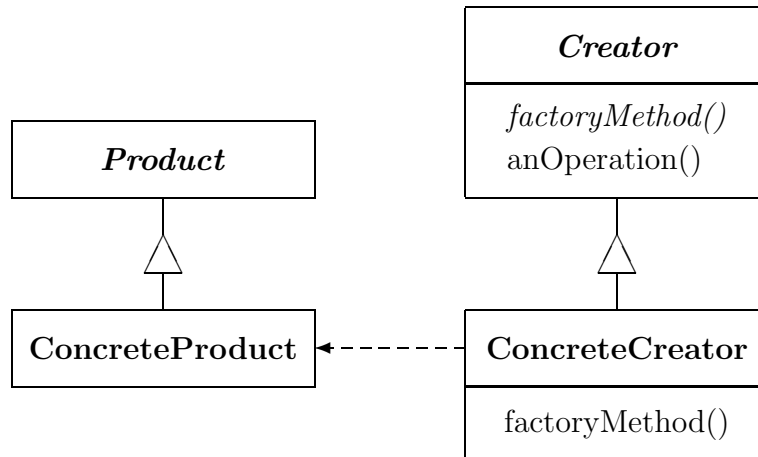 Creator
factoryMethod()
anOperation()
Product
ConcreteProduct
ConcreteCreator
factoryMethod()